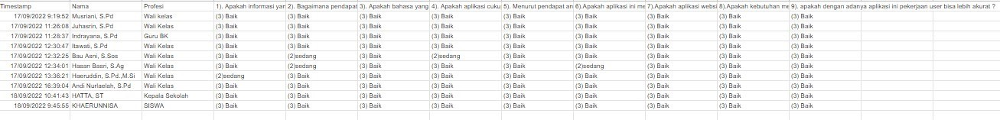 Timestamp Nama Profesi 1). Apakah informasi yan 2). Bagaimana pendapat 3). Apakah bahasa yang 4). Apakah aplikasi cuku 5). Menurut pendapat an 6).Apakah aplikasi ini me 7).Apakah aplikasi websi 8).Apakah kebutuhan me 9). apakah dengan adanya aplikasi ini pekerjaan user bisa lebih akurat ?
17/09/2022 9:19:52 Musriani, S.Pd Wali kelas (3) Baik (3) Baik (3) Baik (3) Baik (3) Baik (3) Baik (3) Baik (3) Baik (3) Baik
17/09/2022 11:26:08 Juhasrin, S.Pd Wali Kelas (3) Baik (3) Baik (3) Baik (3) Baik (3) Baik (3) Baik (3) Baik (3) Baik (3) Baik
17/09/2022 11:28:37 Indrayana, S.Pd Guru BK (3) Baik (3) Baik (3) Baik (3) Baik (3) Baik (3) Baik (3) Baik (3) Baik (3) Baik
17/09/2022 12:30:47 Itawati, S.Pd Wali Kelas (3) Baik (3) Baik (3) Baik (3) Baik (3) Baik (3) Baik (3) Baik (3) Baik (3) Baik
17/09/2022 12:32:25 Bau Asni, S.Sos Wali Kelas (3) Baik (2)sedang (3) Baik (2)sedang (3) Baik (3) Baik (3) Baik (3) Baik (3) Baik
17/09/2022 12:34:01 Hasan Basri, S.Ag Wali Kelas (3) Baik (2)sedang (3) Baik (3) Baik (3) Baik (2)sedang (3) Baik (3) Baik (3) Baik
17/09/2022 13:36:21 Haeruddin, S.Pd.,M.Si Wali Kelas (2)sedang (3) Baik (3) Baik (3) Baik (3) Baik (3) Baik (3) Baik (3) Baik (3) Baik
17/09/2022 16:39:04 Andi Nurlaelah, S.Pd Wali Kelas (3) Baik (3) Baik (3) Baik (3) Baik (3) Baik (3) Baik (3) Baik (3) Baik (3) Baik
18/09/2022 10:41:43 HATTA, ST Kepala Sekolah (3) Baik (3) Baik (3) Baik (3) Baik (3) Baik (3) Baik (3) Baik (3) Baik (3) Baik
18/09/2022 9:45:55 KHAERUNNISA SISWA (3) Baik (3) Baik (3) Baik (3) Baik (3) Baik (3) Baik (3) Baik (3) Baik (3) Baik